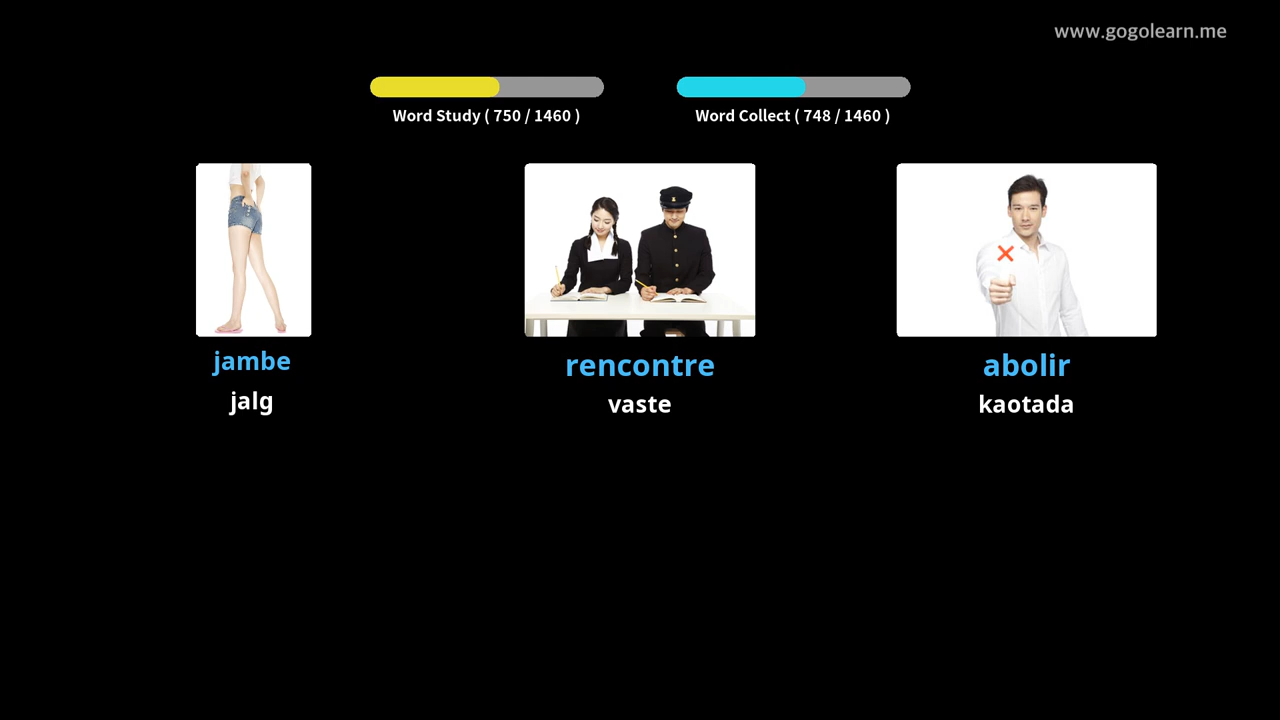 www.gogolearn.me
Word Study ( 750 / 1460 )
Word Collect ( 748 / 1460 )
jambe
jalg
rencontre
vaste
abolir
kaotada